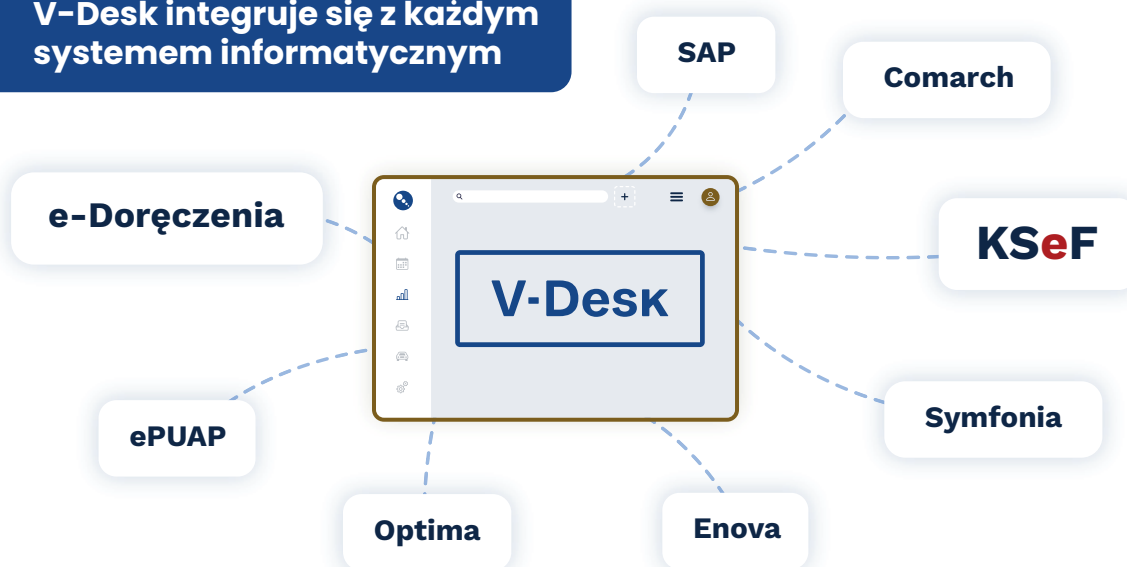 V-Desk integruje się z każdym
systemem informatycznym
SAP
Comarch
e-Doręczenia
KSeF
+
V-Desk
Symfonia
ePUAP
Optima
Enova